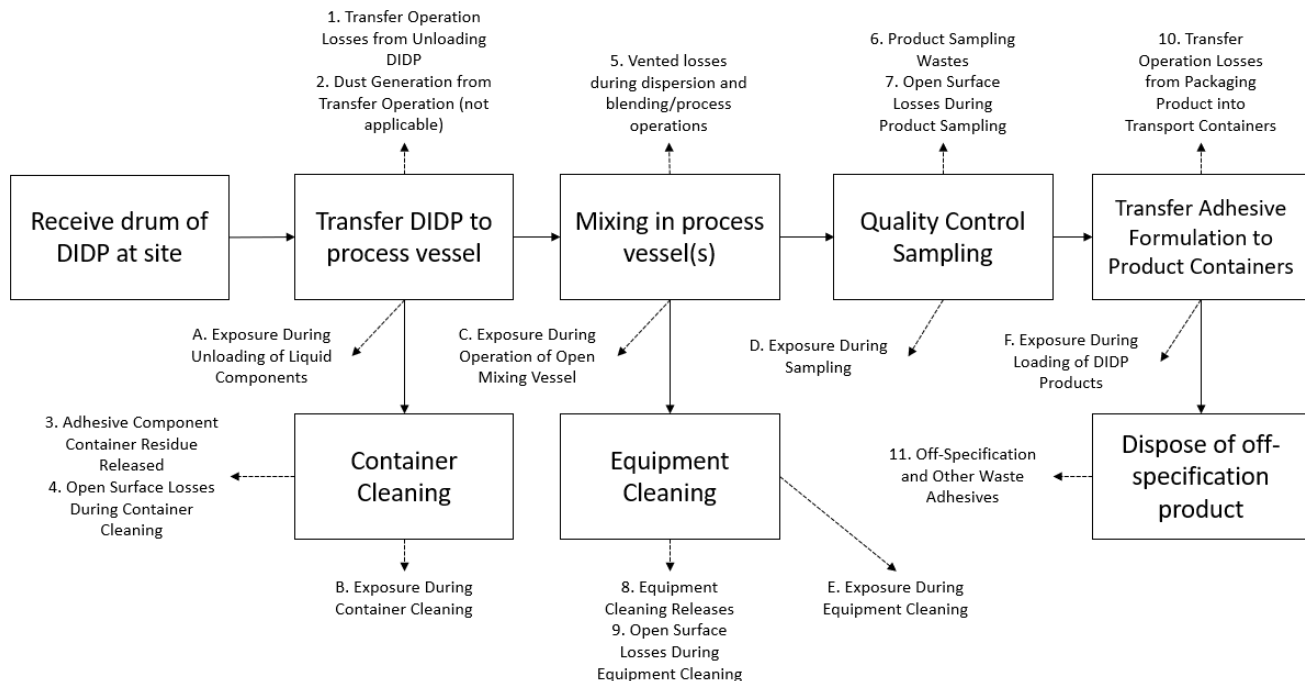 1. Transfer Operation
Losses from Unloading
DIDP
2. Dust Generation from
Transfer Operation (not
applicable)
5. Vented losses
during dispersion and
blending/process
operations
6. Product Sampling
Wastes
7. Open Surface
Losses During
Product Sampling
10. Transfer
Operation Losses
from Packaging
Product into
Transport Containers
Receive drum of
DIDP at site
Transfer DIDP to
process vessel
Mixing in process
vessel(s)
Quality Control
Sampling
Transfer Adhesive
Formulation to
Product Containers
A. Exposure During
Unloading of Liquid
Components
C. Exposure During
Operation of Open
Mixing Vessel
D. Exposure During
Sampling
F. Exposure During
Loading of DIDP
Products
3. Adhesive Component
Container Residue
Released
4. Open Surface Losses
During Container
Cleaning
Container
Cleaning
Equipment
Cleaning
11. Off-Specification
and Other Waste
Adhesives
Dispose of off-
specification
product
B. Exposure During
Container Cleaning
8. Equipment
Cleaning Releases
9. Open Surface
Losses During
Equipment Cleaning
E. Exposure During
Equipment Cleaning